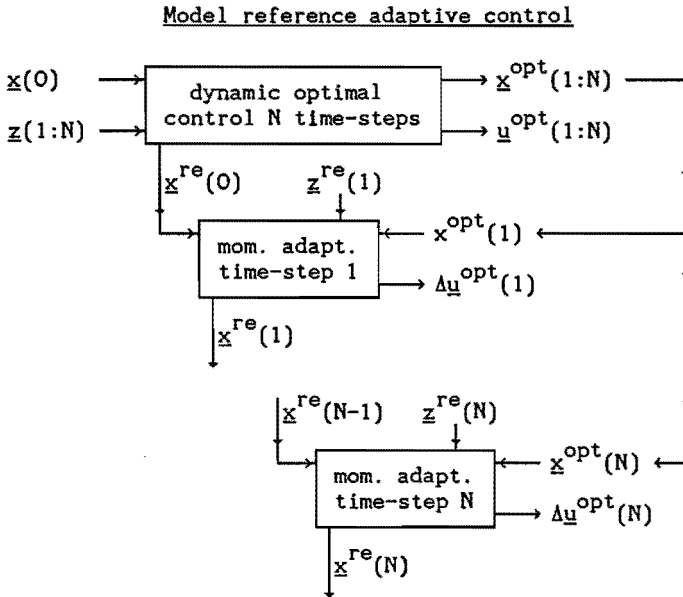 Model reference adaptive control
x(0)
dynamic optimal
control N time-steps
x^opt(1:N)
z(1:N)
u^opt(1:N)
x^re(0)
z^re(1)
mom. adapt.
time-step 1
x^opt(1)
Δu^opt(1)
x^re(1)
x^re(N-1)
z^re(N)
mom. adapt.
time-step N
x^opt(N)
Δu^opt(N)
x^re(N)